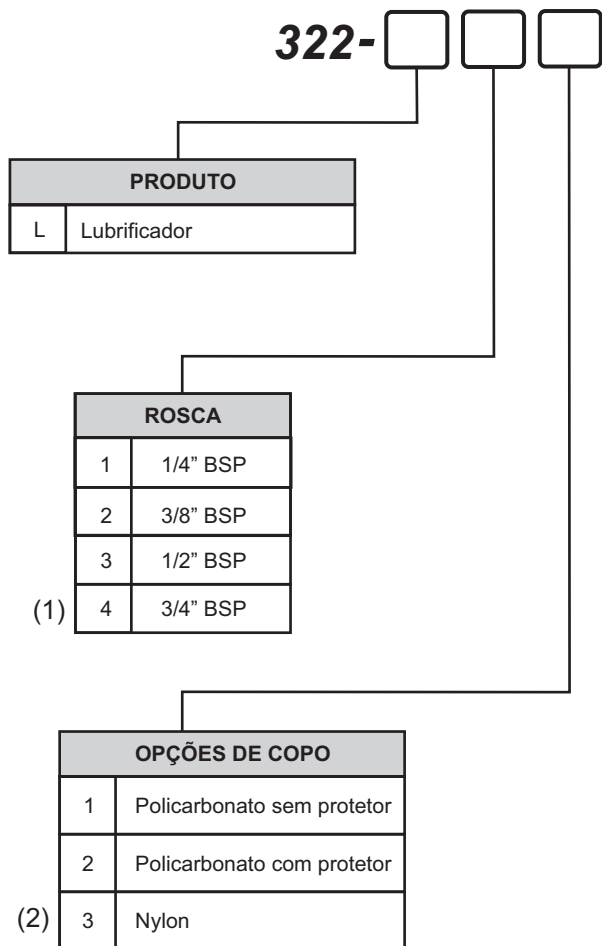 322-
PRODUTO
L Lubrificador
ROSCA
1 1/4” BSP
2 3/8” BSP
3 1/2” BSP
(1) 4 3/4” BSP
OPÇÕES DE COPO
1 Policarbonato sem protetor
2 Policarbonato com protetor
(2) 3 Nylon